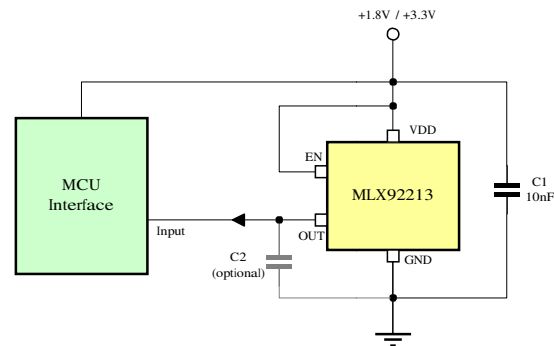 +1.8V / +3.3V
VDD
EN
MCU
Interface
MLX92213
C1
10nF
Input
OUT
C2
(optional)
GND